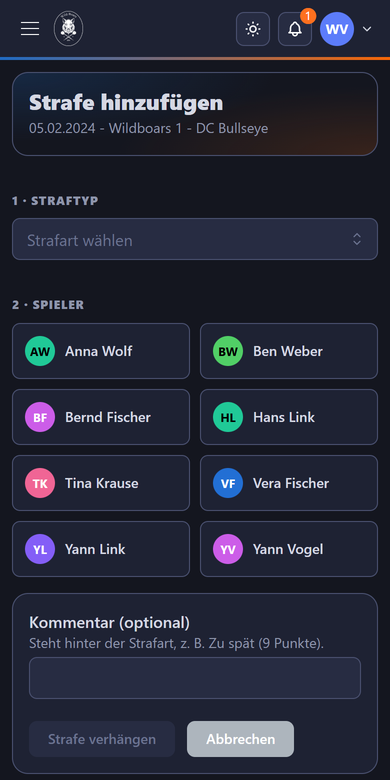 1
WV
Strafe hinzufügen
05.02.2024 - Wildboars 1 - DC Bullseye
1 · STRAFTYP
Strafart wählen
2 · SPIELER
AW Anna Wolf
BW Ben Weber
BF Bernd Fischer
HL Hans Link
TK Tina Krause
VF Vera Fischer
YL Yann Link
YV Yann Vogel
Kommentar (optional)
Steht hinter der Strafart, z. B. Zu spät (9 Punkte).
Strafe verhängen
Abbrechen